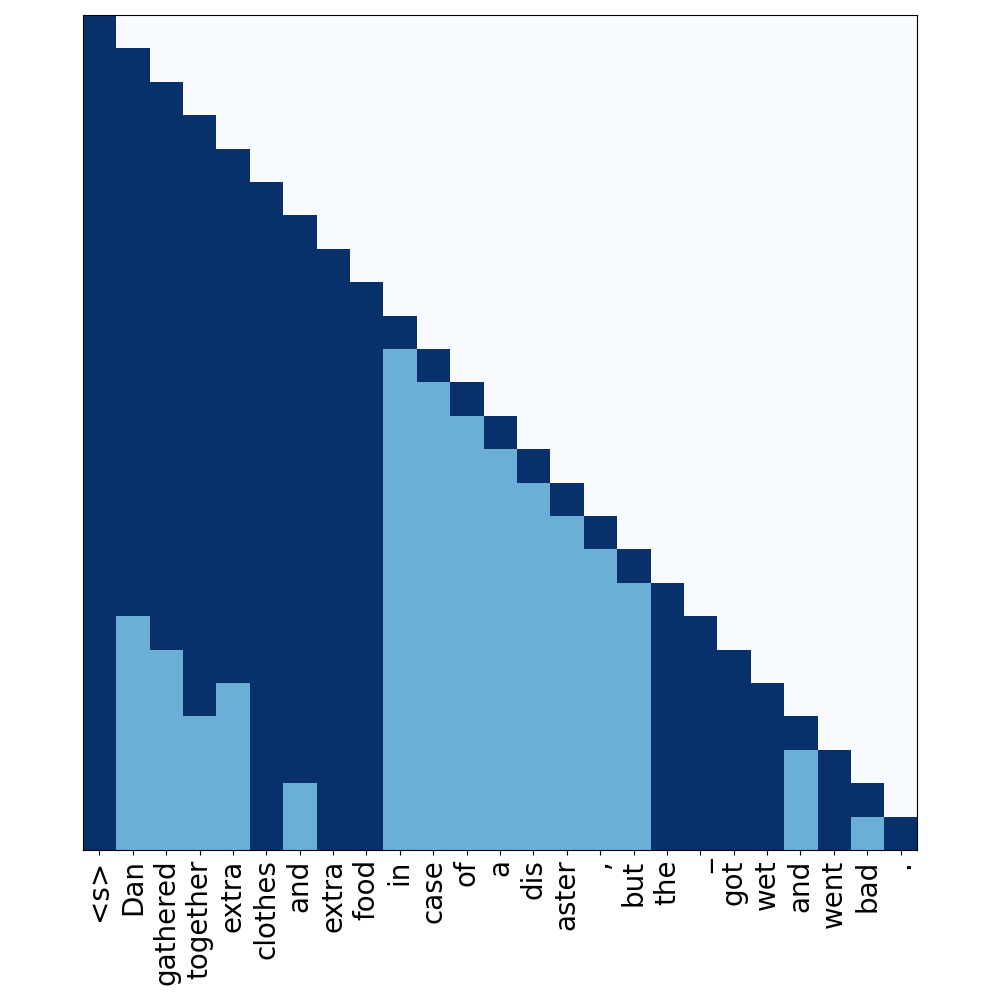 <s> Dan gathered together extra clothes and extra food in case of a dis aster , but the _ got wet and went bad .